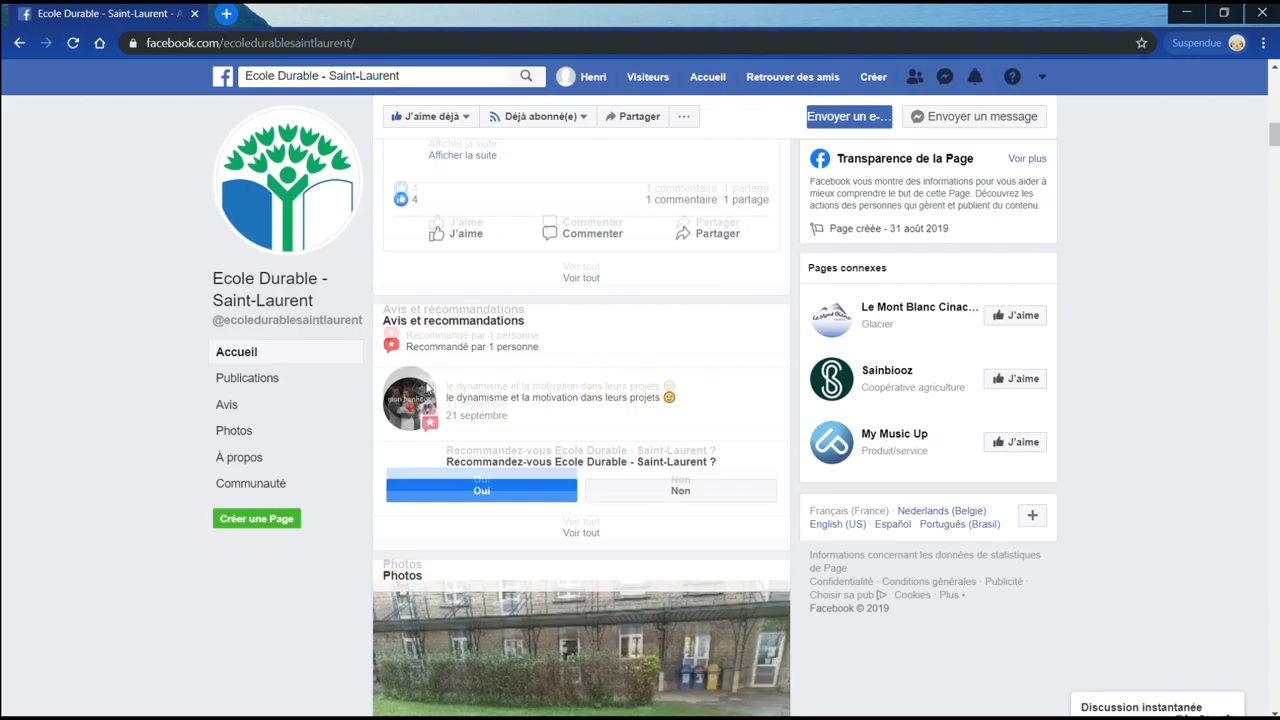 Ecole Durable - Saint-Laurent - A
facebook.com/ecoledurablesaintlaurent/
Suspendue
Ecole Durable - Saint-Laurent
Henri
Visiteurs
Accueil
Retrouver des amis
Créer
J'aime déjà
Déjà abonné(e)
Partager
Envoyer un e-...
Envoyer un message
Ecole Durable -
Saint-Laurent
@ecoledurablesaintlaurent
Accueil
Publications
Avis
Photos
À propos
Communauté
Créer une Page
Afficher la suite
4
1 commentaire 1 partage
J'aime
Commenter
Partager
Voir tout
Avis et recommandations
Recommandé par 1 personne
mon bonheur
le dynamisme et la motivation dans leurs projets
21 septembre
Recommandez-vous Ecole Durable - Saint-Laurent ?
Oui
Non
Voir tout
Photos
Transparence de la Page
Voir plus
Facebook vous montre des informations pour vous aider à
mieux comprendre le but de cette Page. Découvrez les
actions des personnes qui gèrent et publient du contenu.
Page créée - 31 août 2019
Pages connexes
Le Mont Blanc Cinac...
Glacier
J'aime
Sainbiooz
Coopérative agriculture
J'aime
My Music Up
Produit/service
J'aime
Français (France) · Nederlands (België) ·
English (US) · Español · Português (Brasil)
Informations concernant les données de statistiques
de Page
Confidentialité · Conditions générales · Publicité ·
Choisir sa pub · Cookies · Plus
Facebook © 2019
Discussion instantanée